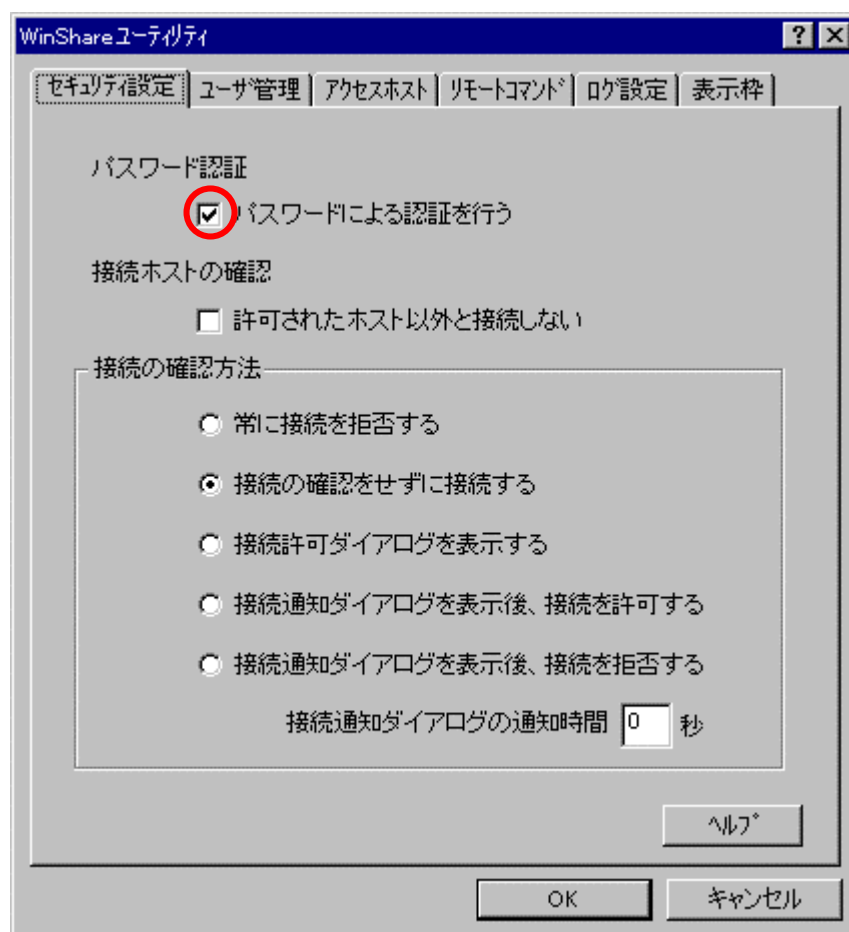 WinShareユーティリティ
セキュリティ設定 ユーザ管理 アクセスホスト リモートコマンド ログ設定 表示枠
パスワード認証
パスワードによる認証を行う
接続ホストの確認
許可されたホスト以外と接続しない
接続の確認方法
常に接続を拒否する
接続の確認をせずに接続する
接続許可ダイアログを表示する
接続通知ダイアログを表示後、接続を許可する
接続通知ダイアログを表示後、接続を拒否する
接続通知ダイアログの通知時間 0 秒
ヘルプ
OK キャンセル